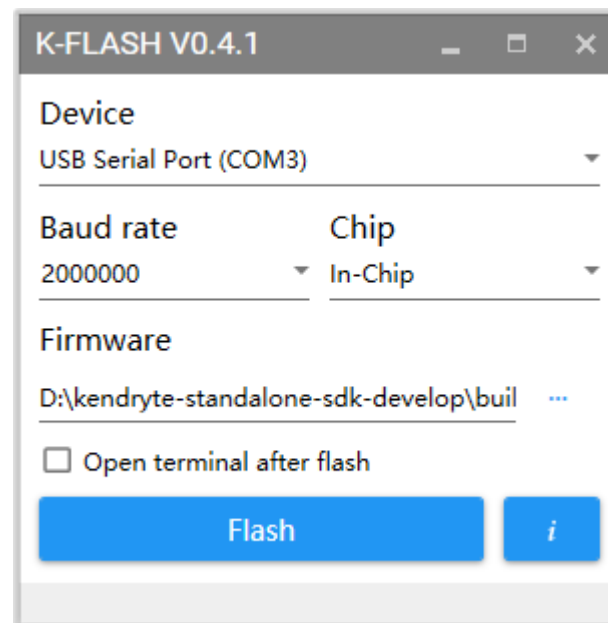 K-FLASH V0.4.1
Device
USB Serial Port (COM3)
Baud rate Chip
2000000 In-Chip
Firmware
D:\kendryte-standalone-sdk-develop\buil ...
Open terminal after flash
Flash i